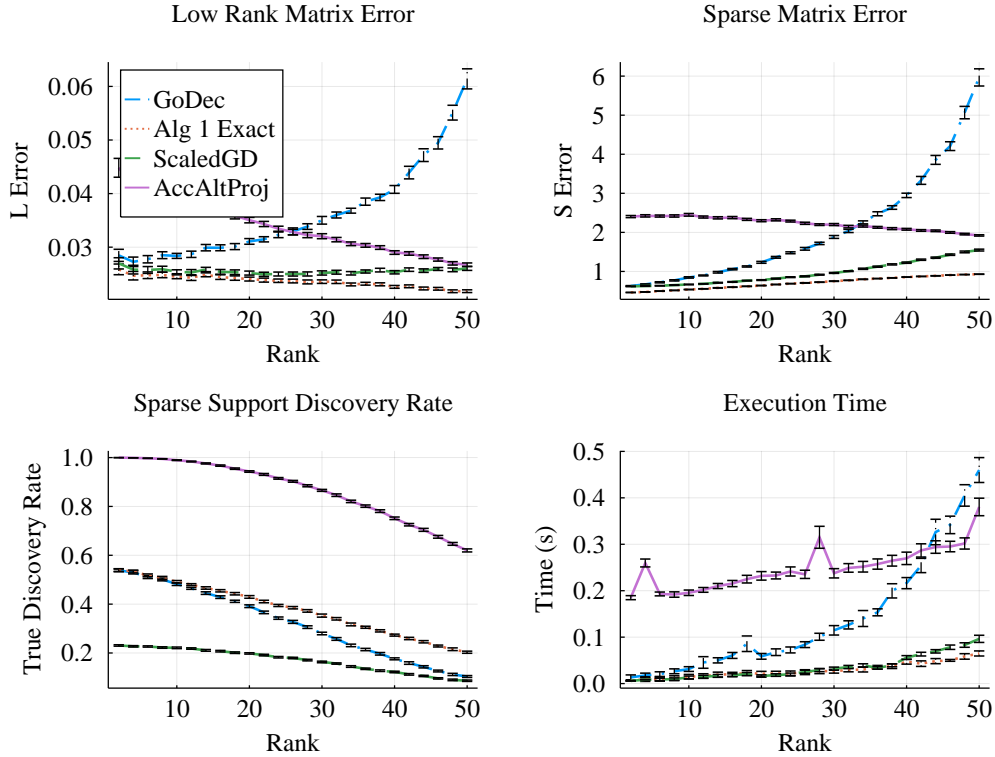 Low Rank Matrix Error
L Error
0.06
0.05
0.04
0.03
GoDec
Alg 1 Exact
ScaledGD
AccAltProj
10 20 30 40 50
Rank
Sparse Matrix Error
S Error
6
5
4
3
2
1
10 20 30 40 50
Rank
Sparse Support Discovery Rate
True Discovery Rate
1.0
0.8
0.6
0.4
0.2
10 20 30 40 50
Rank
Execution Time
Time (s)
0.5
0.4
0.3
0.2
0.1
0.0
10 20 30 40 50
Rank